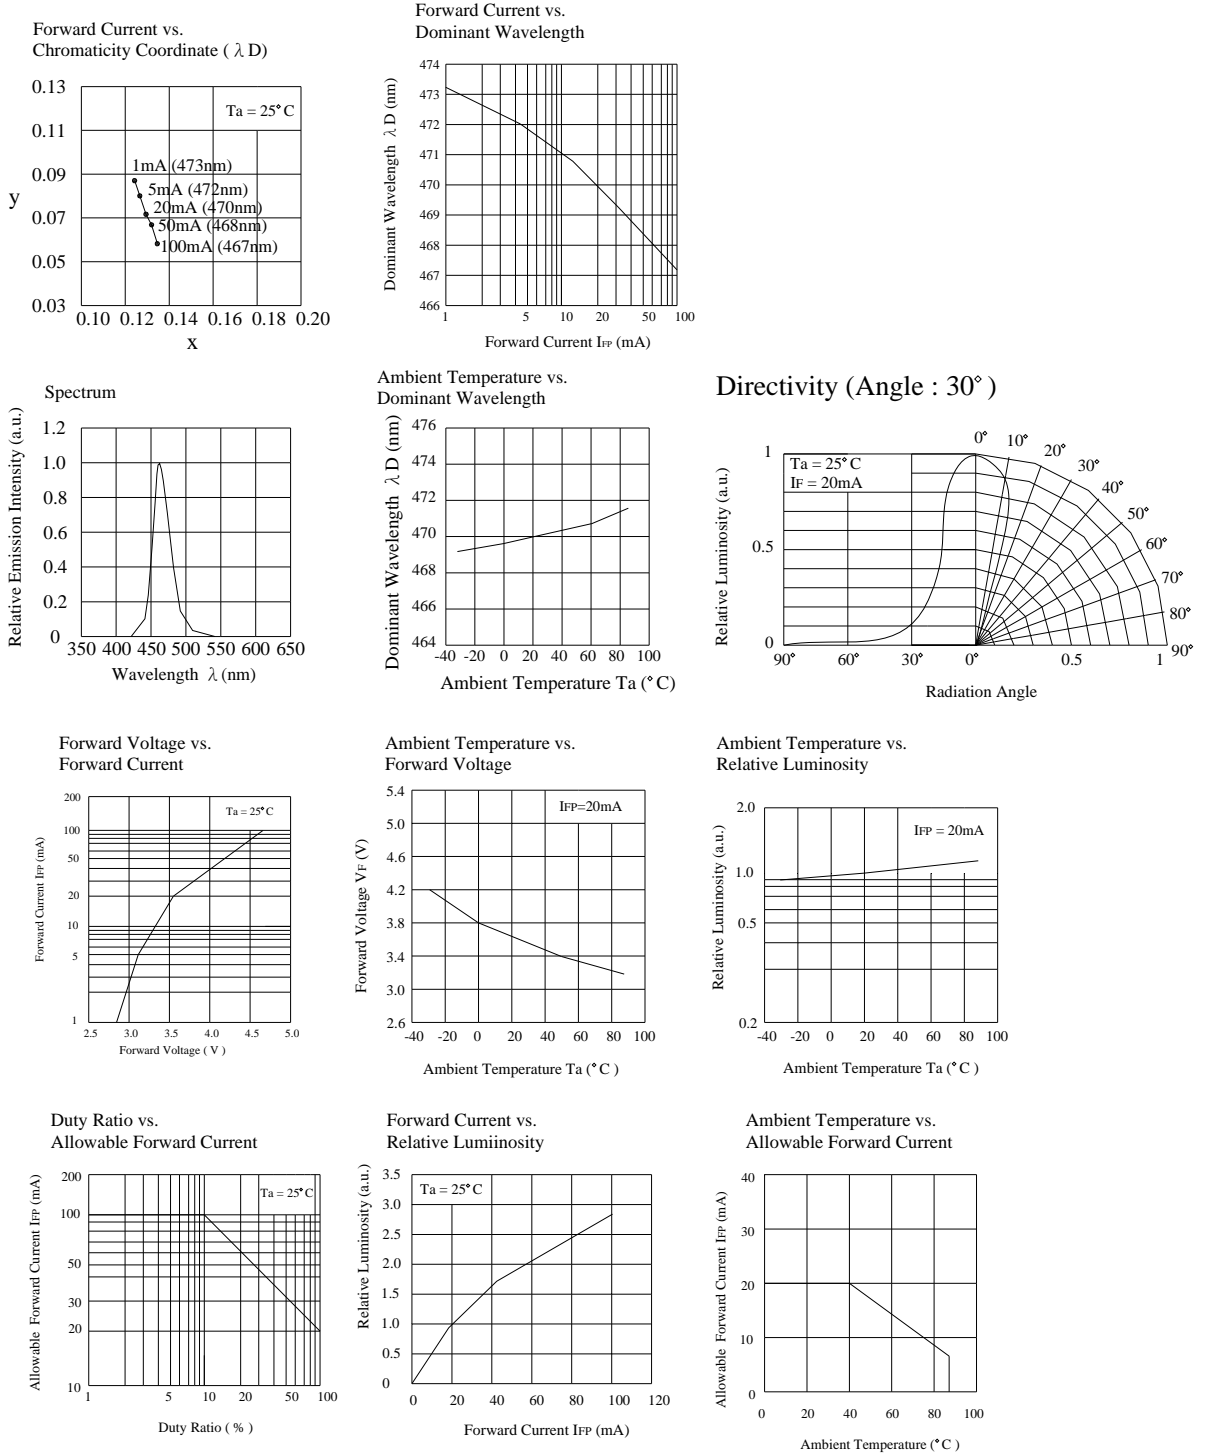 Forward Current vs.
Chromaticity Coordinate ( λ D)
0.13
0.11
0.09
0.07
0.05
0.03
y
Ta = 25°C
1mA (473nm)
5mA (472nm)
20mA (470nm)
50mA (468nm)
100mA (467nm)
0.10 0.12 0.14 0.16 0.18 0.20
x
Forward Current vs.
Dominant Wavelength
Dominant Wavelength λ D (nm)
474
473
472
471
470
469
468
467
466
1 5 10 20 50 100
Forward Current IFP (mA)
Spectrum
Relative Emission Intensity (a.u.)
1.2
1.0
0.8
0.6
0.4
0.2
0
350 400 450 500 550 600 650
Wavelength λ (nm)
Ambient Temperature vs.
Dominant Wavelength
Dominant Wavelength λ D (nm)
476
474
472
470
468
466
464
-40 -20 0 20 40 60 80 100
Ambient Temperature Ta (°C)
Directivity (Angle : 30°)
Relative Luminosity (a.u.)
1
0.5
0
Ta = 25°C
IF = 20mA
0°
10°
20°
30°
40°
50°
60°
70°
80°
90°
90° 60° 30° 0° 0.5 1
Radiation Angle
Forward Voltage vs.
Forward Current
Forward Current IFP (mA)
200
100
50
20
10
5
1
Ta = 25°C
2.5 3.0 3.5 4.0 4.5 5.0
Forward Voltage ( V )
Ambient Temperature vs.
Forward Voltage
Forward Voltage VF (V)
5.4
5.0
4.6
4.2
3.8
3.4
3.0
2.6
IFP=20mA
-40 -20 0 20 40 60 80 100
Ambient Temperature Ta (°C )
Ambient Temperature vs.
Relative Luminosity
Relative Luminosity (a.u.)
2.0
1.0
0.5
0.2
IFP = 20mA
-40 -20 0 20 40 60 80 100
Ambient Temperature Ta (°C )
Duty Ratio vs.
Allowable Forward Current
Allowable Forward Current IFP (mA)
200
100
50
30
20
10
Ta = 25°C
1 5 10 20 50 100
Duty Ratio ( % )
Forward Current vs.
Relative Lumiinosity
Relative Luminosity (a.u.)
3.5
3.0
2.5
2.0
1.5
1.0
0.5
0
Ta = 25°C
0 20 40 60 80 100 120
Forward Current IFP (mA)
Ambient Temperature vs.
Allowable Forward Current
Allowable Forward Current IFP (mA)
40
30
20
10
0
0 20 40 60 80 100
Ambient Temperature (°C )